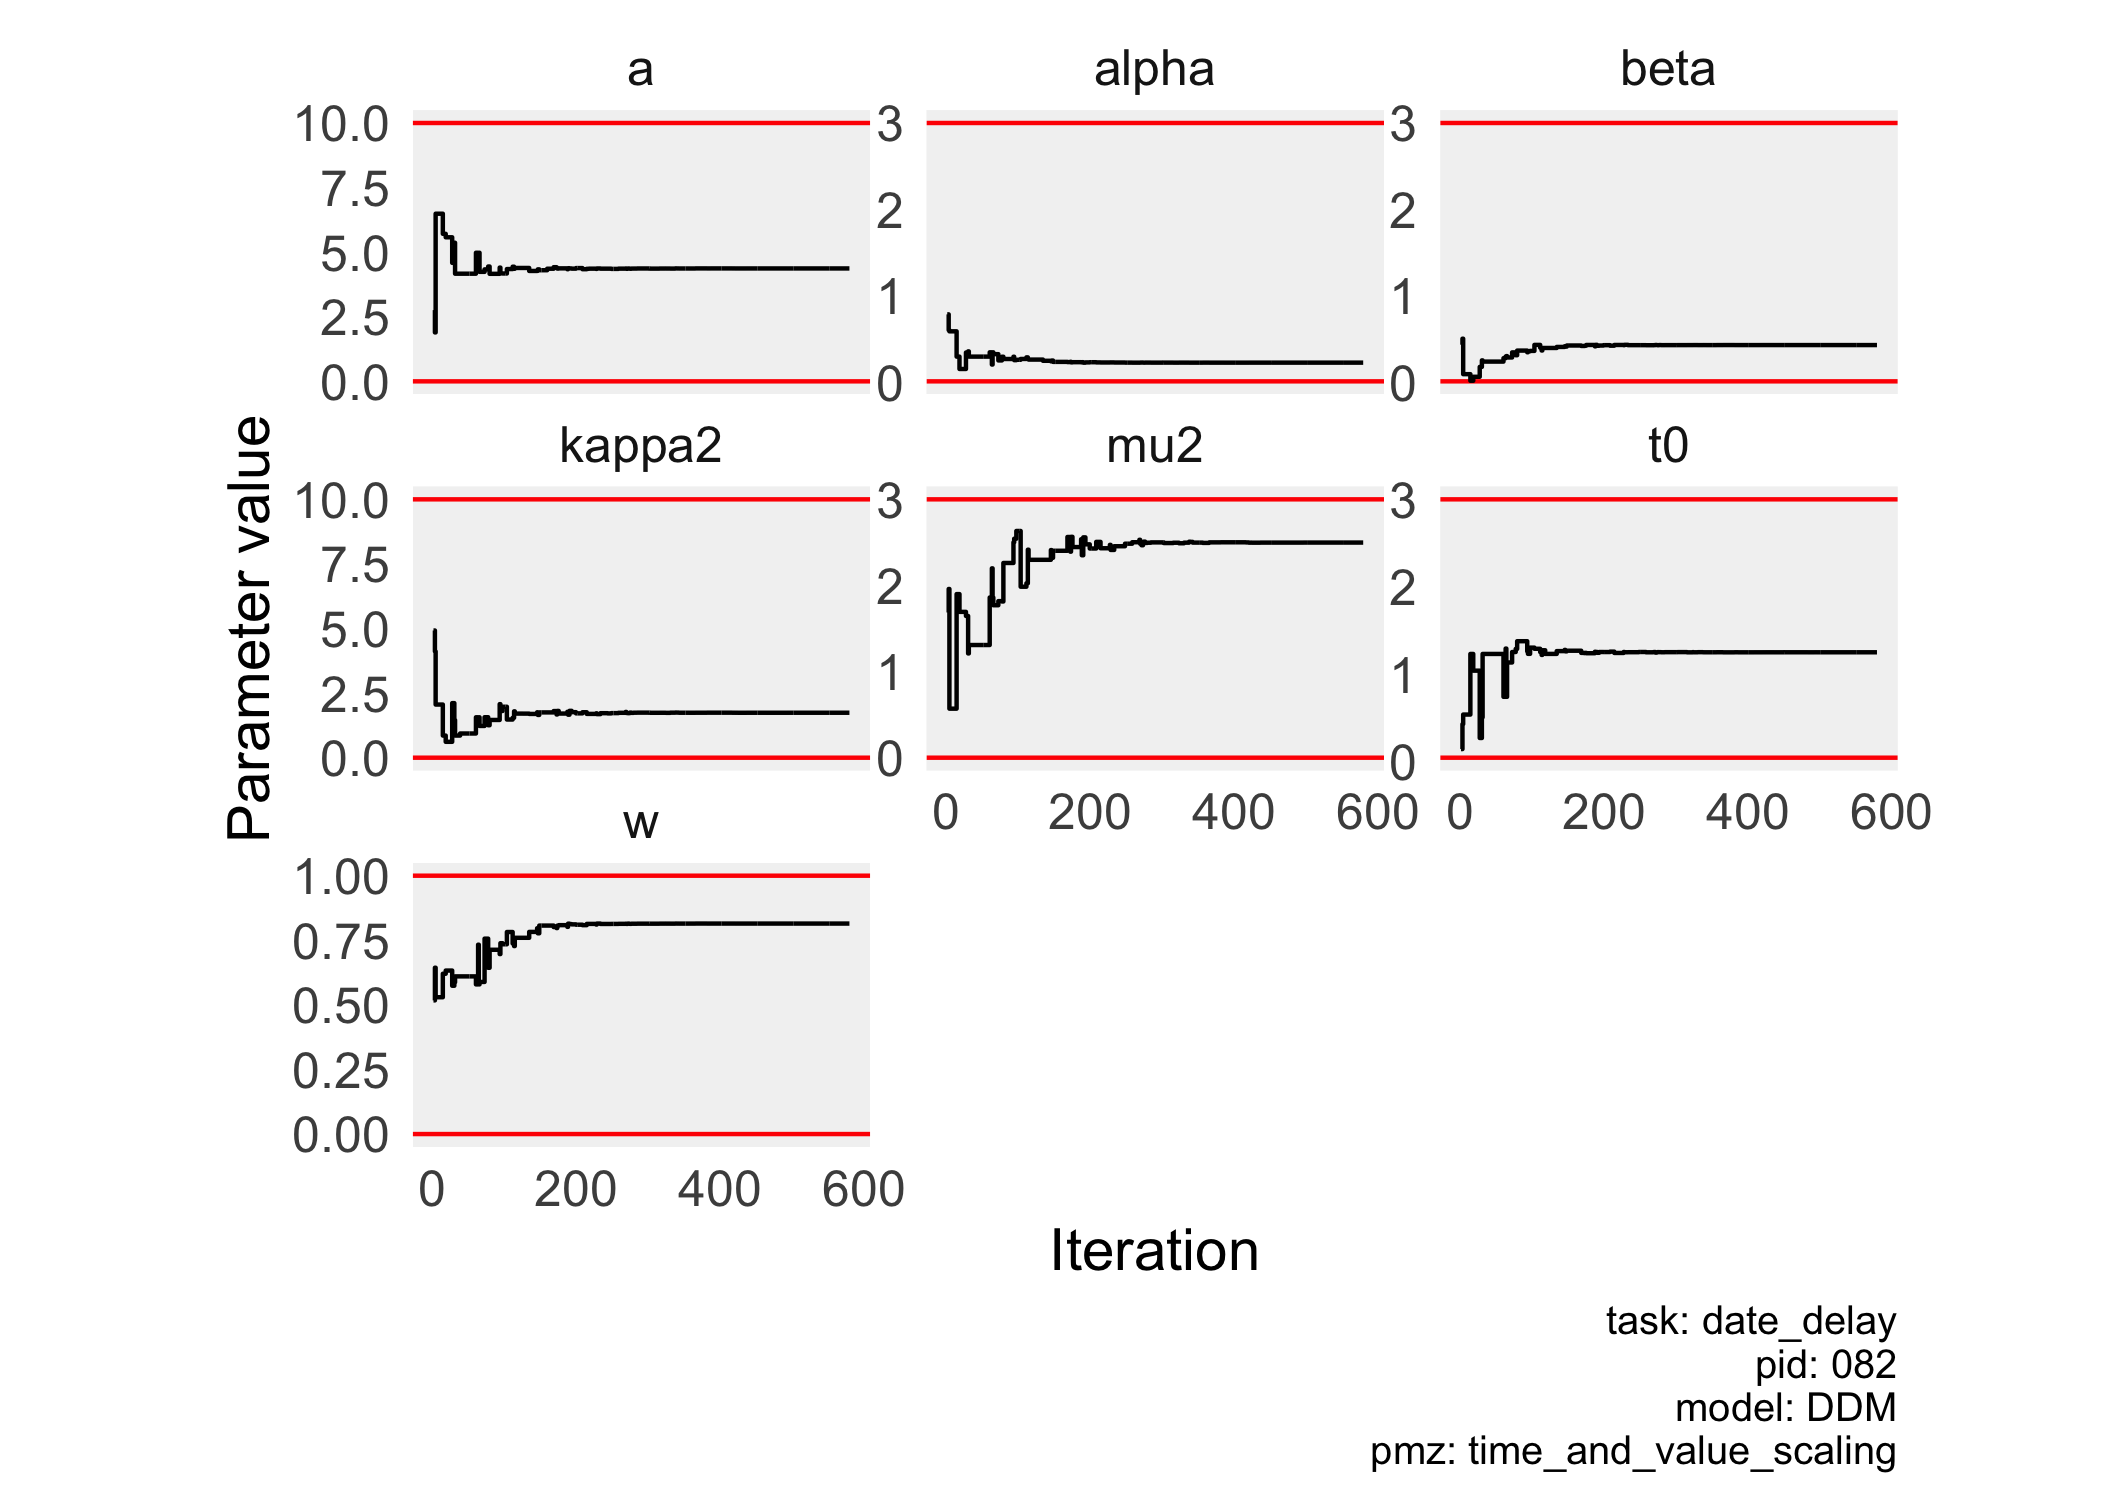 a
alpha
beta
10.0
7.5
5.0
2.5
0.0
3
2
1
0
3
2
1
0
kappa2
mu2
t0
10.0
7.5
5.0
2.5
0.0
3
2
1
0
3
2
1
0
0 200 400 600
0 200 400 600
w
1.00
0.75
0.50
0.25
0.00
0 200 400 600
Parameter value
Iteration
task: date_delay
pid: 082
model: DDM
pmz: time_and_value_scaling